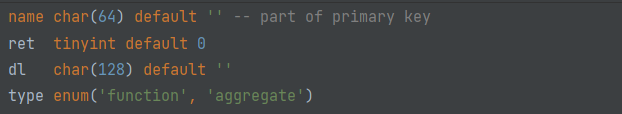 name char(64) default '' -- part of primary key
ret  tinyint default 0
dl   char(128) default ''
type enum('function', 'aggregate')